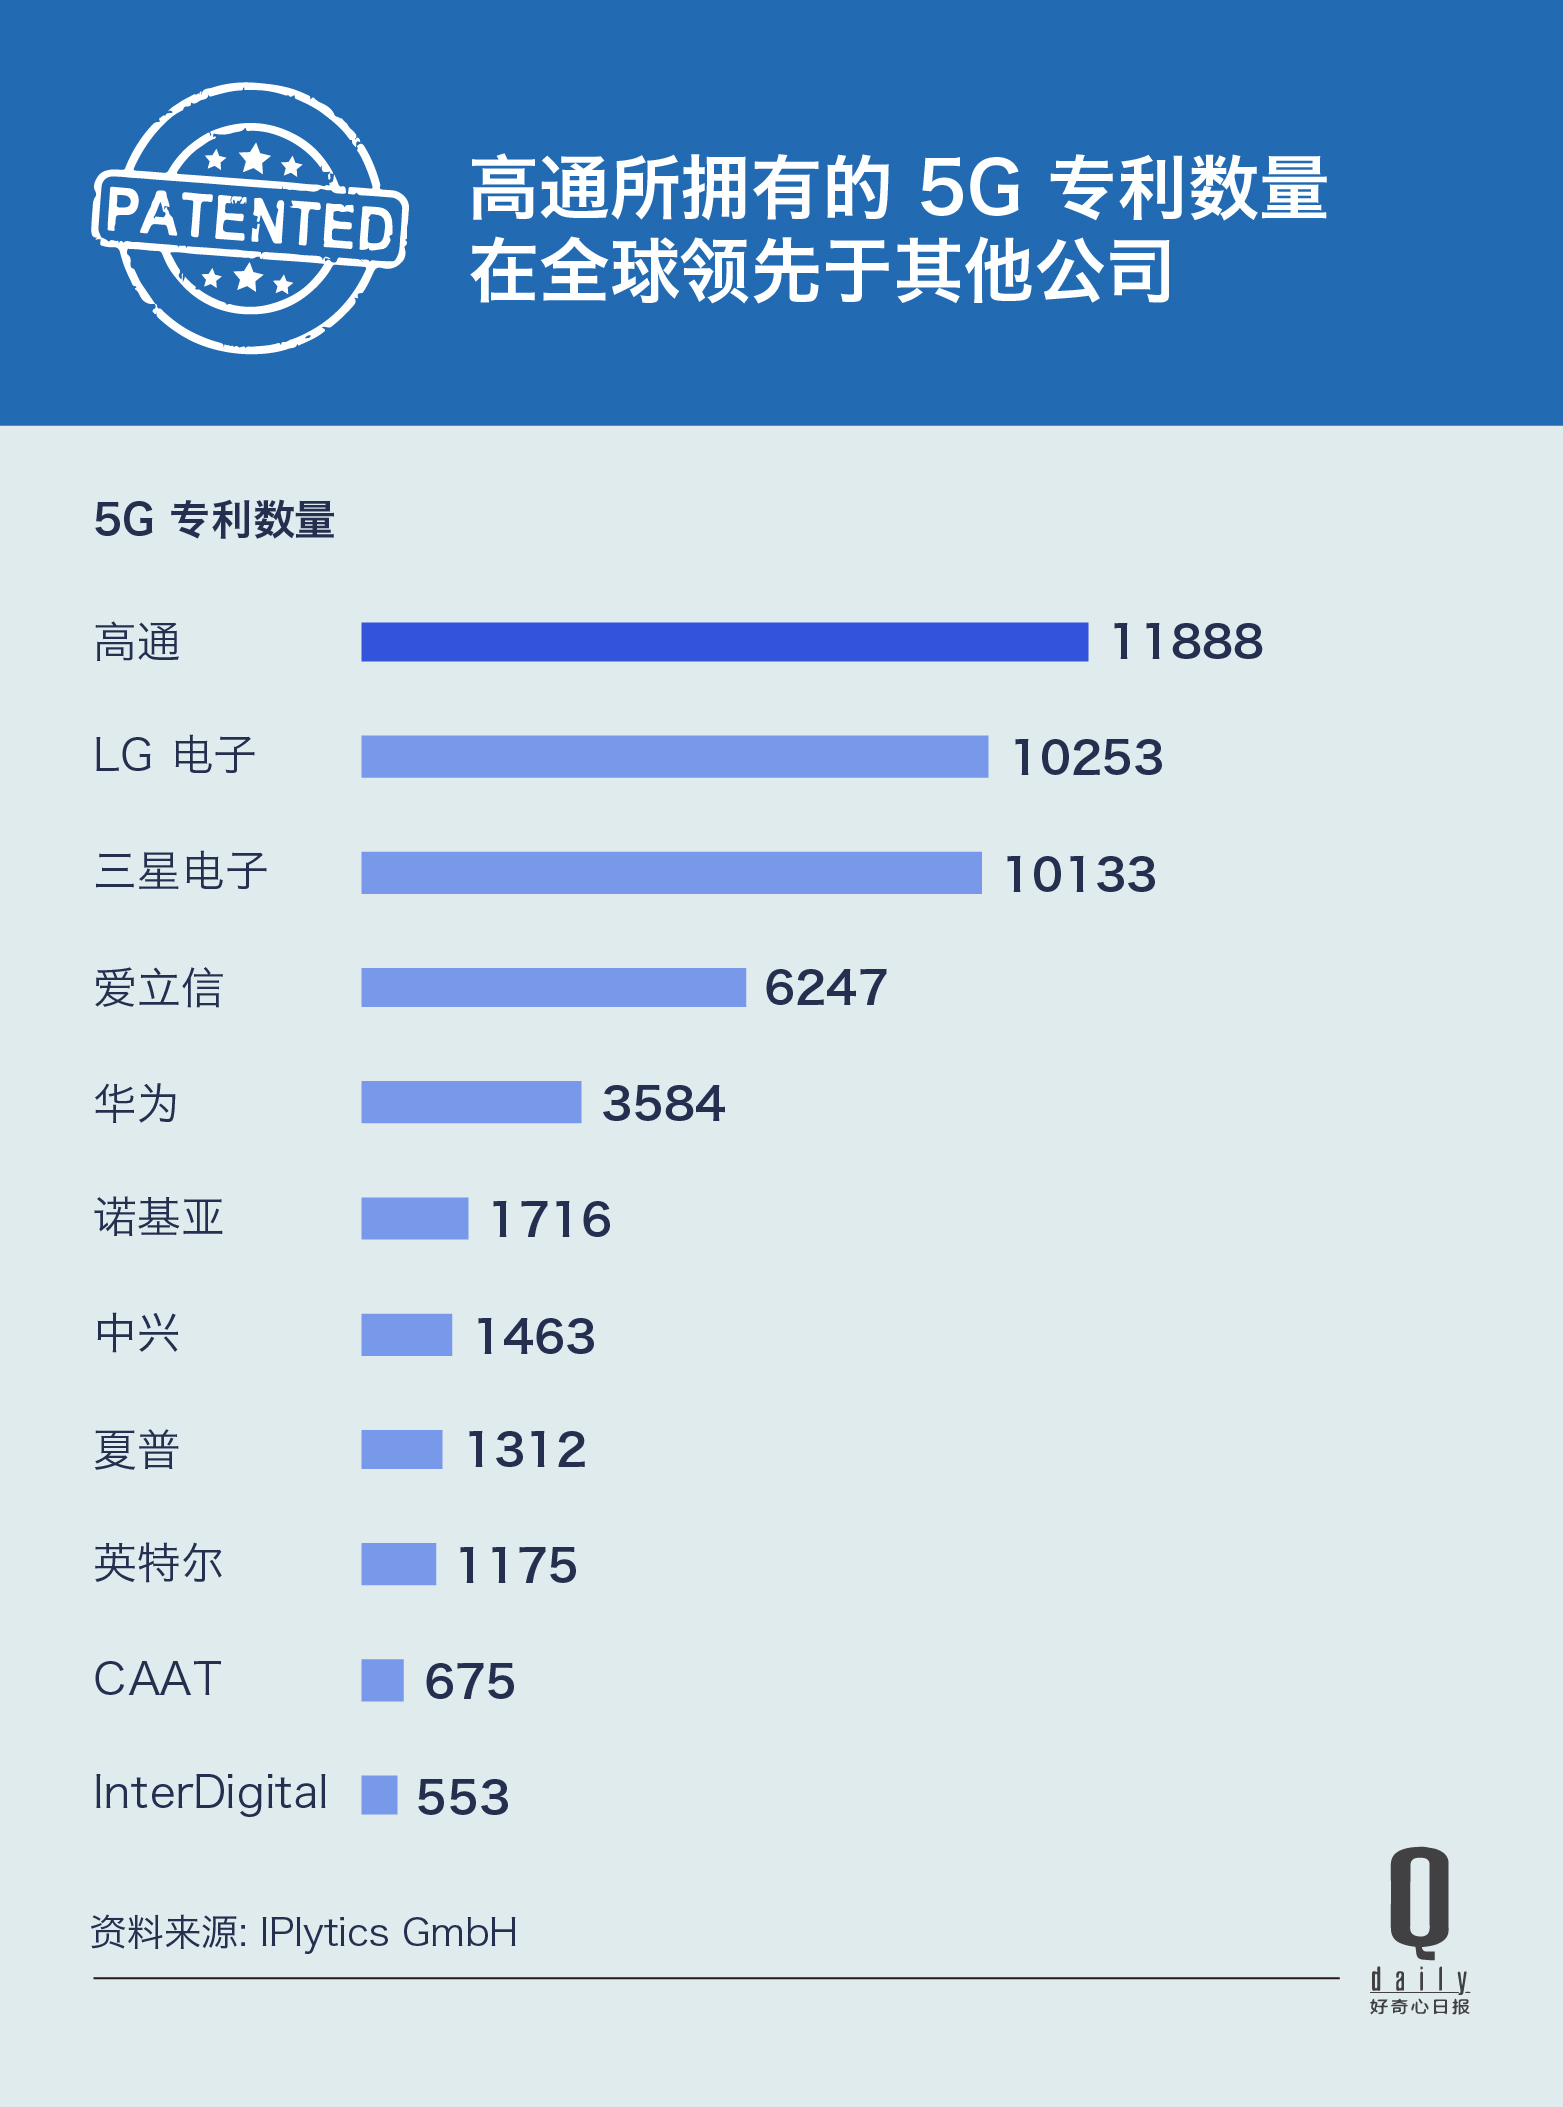 PATENTED
高通所拥有的 5G 专利数量
在全球领先于其他公司
5G 专利数量
高通 11888
LG 电子 10253
三星电子 10133
爱立信 6247
华为 3584
诺基亚 1716
中兴 1463
夏普 1312
英特尔 1175
CAAT 675
InterDigital 553
资料来源: IPlytics GmbH
Q
daily
好奇心日报